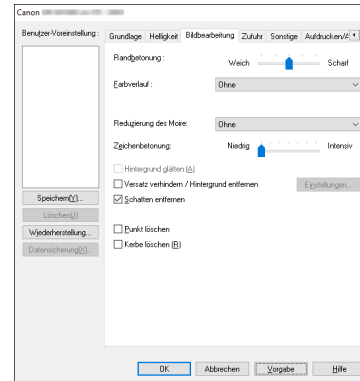 Canon
Benutzer-Voreinstellung :
Grundlage Helligkeit Bildbearbeitung Zufuhr Sonstige Aufdrucken/A
Randbetonung : Weich Scharf
Farbverlauf : Ohne
Reduzierung des Moire: Ohne
Zeichenbetonung: Niedrig Intensiv
Hintergrund glätten (A)
Versatz verhindern / Hintergrund entfernen Einstellungen...
Schatten entfernen
Punkt löschen
Kerbe löschen (R)
Speichern(Y)...
Löschen(J)
Wiederherstellung...
Datensicherung(X)...
OK Abbrechen Vorgabe Hilfe